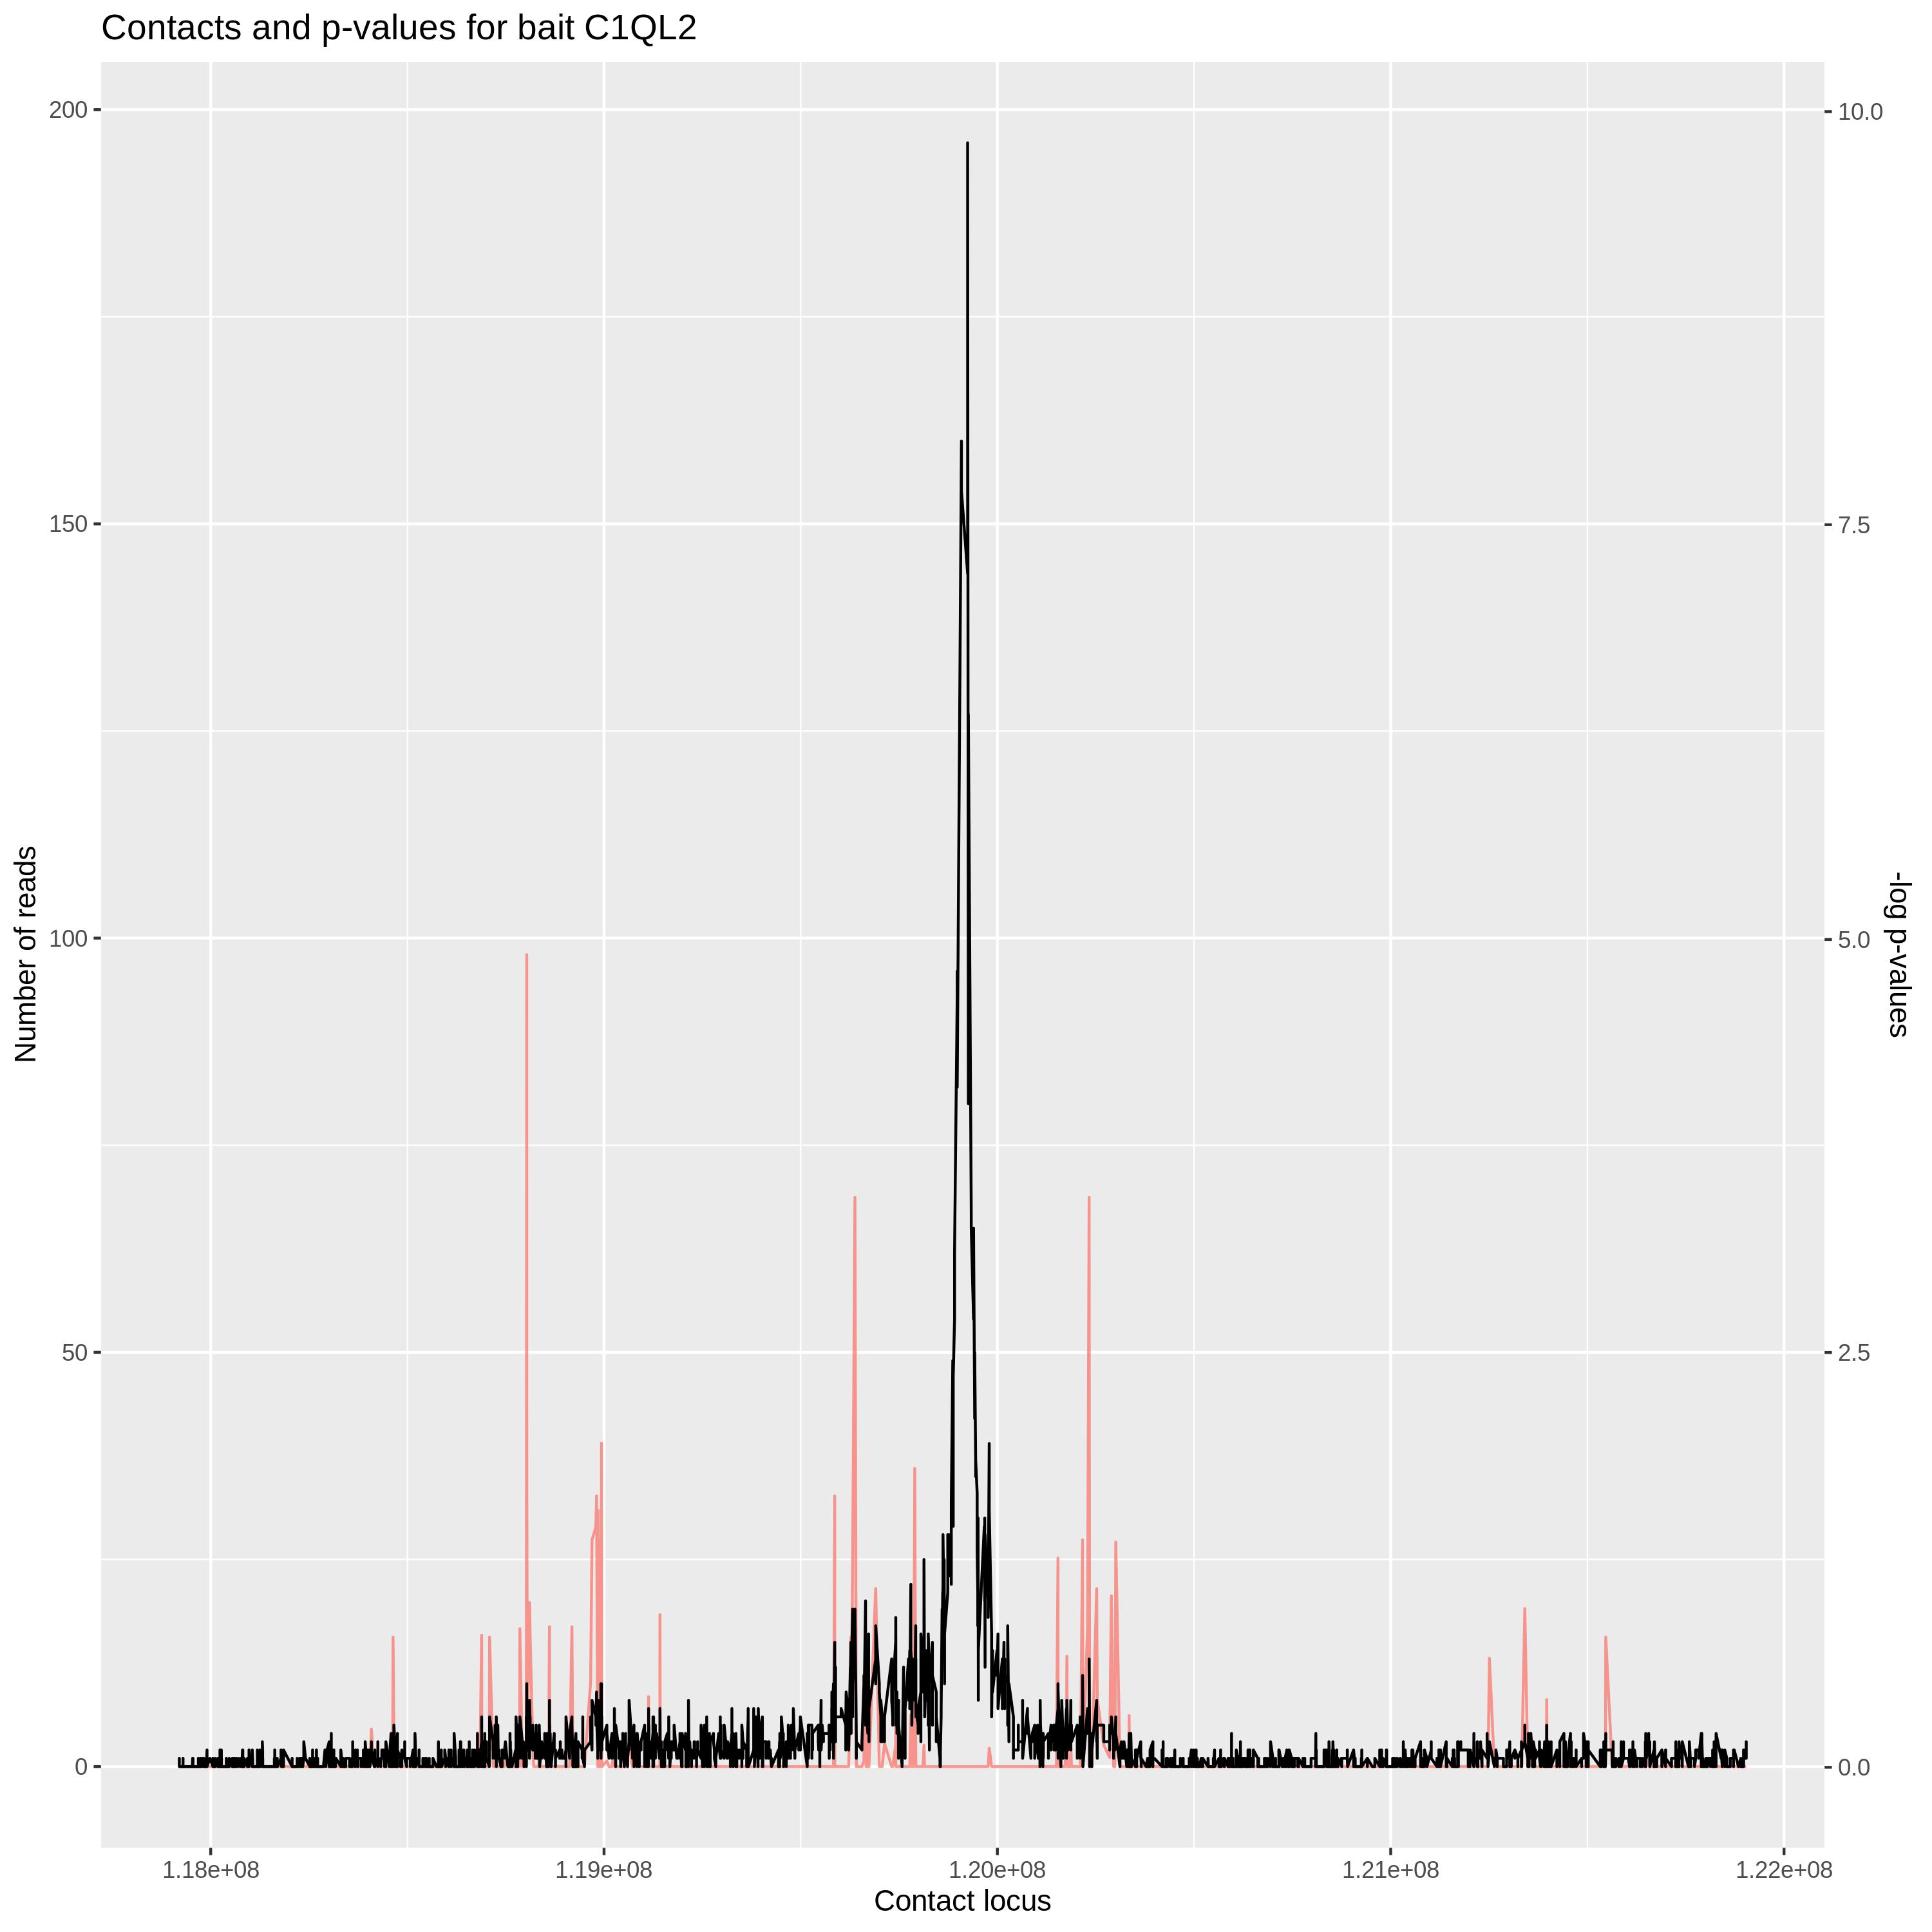 Contacts and p-values for bait C1QL2
200
150
100
50
0
10.0
7.5
5.0
2.5
0.0
Number of reads
-log p-values
1.18e+08
1.19e+08
1.20e+08
1.21e+08
1.22e+08
Contact locus